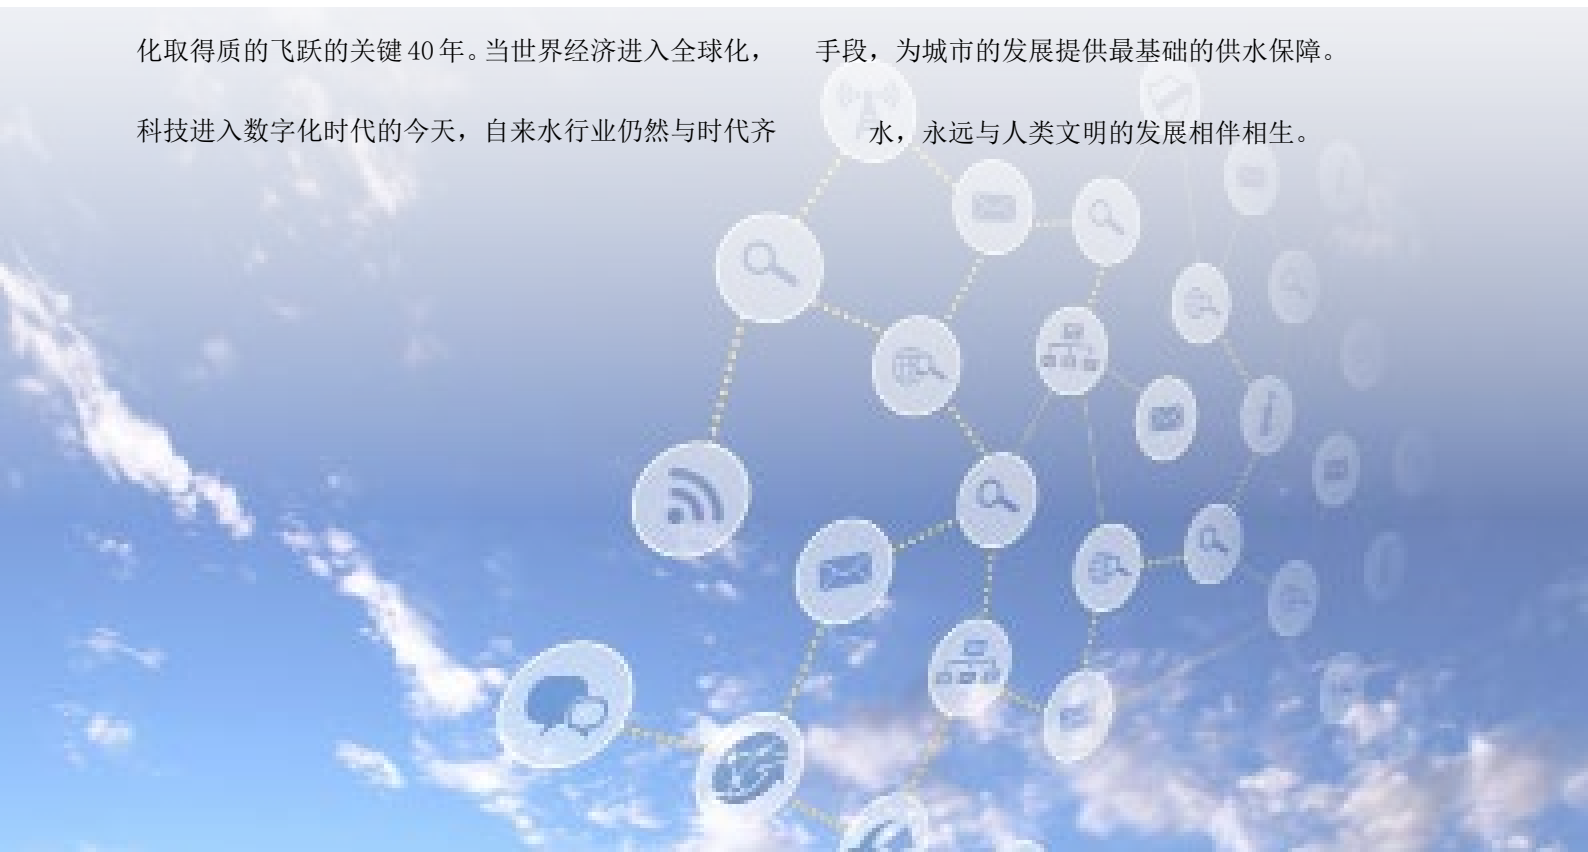 化取得质的飞跃的关键40年。当世界经济进入全球化，
科技进入数字化时代的今天，自来水行业仍然与时代齐
手段，为城市的发展提供最基础的供水保障。
水，永远与人类文明的发展相伴相生。